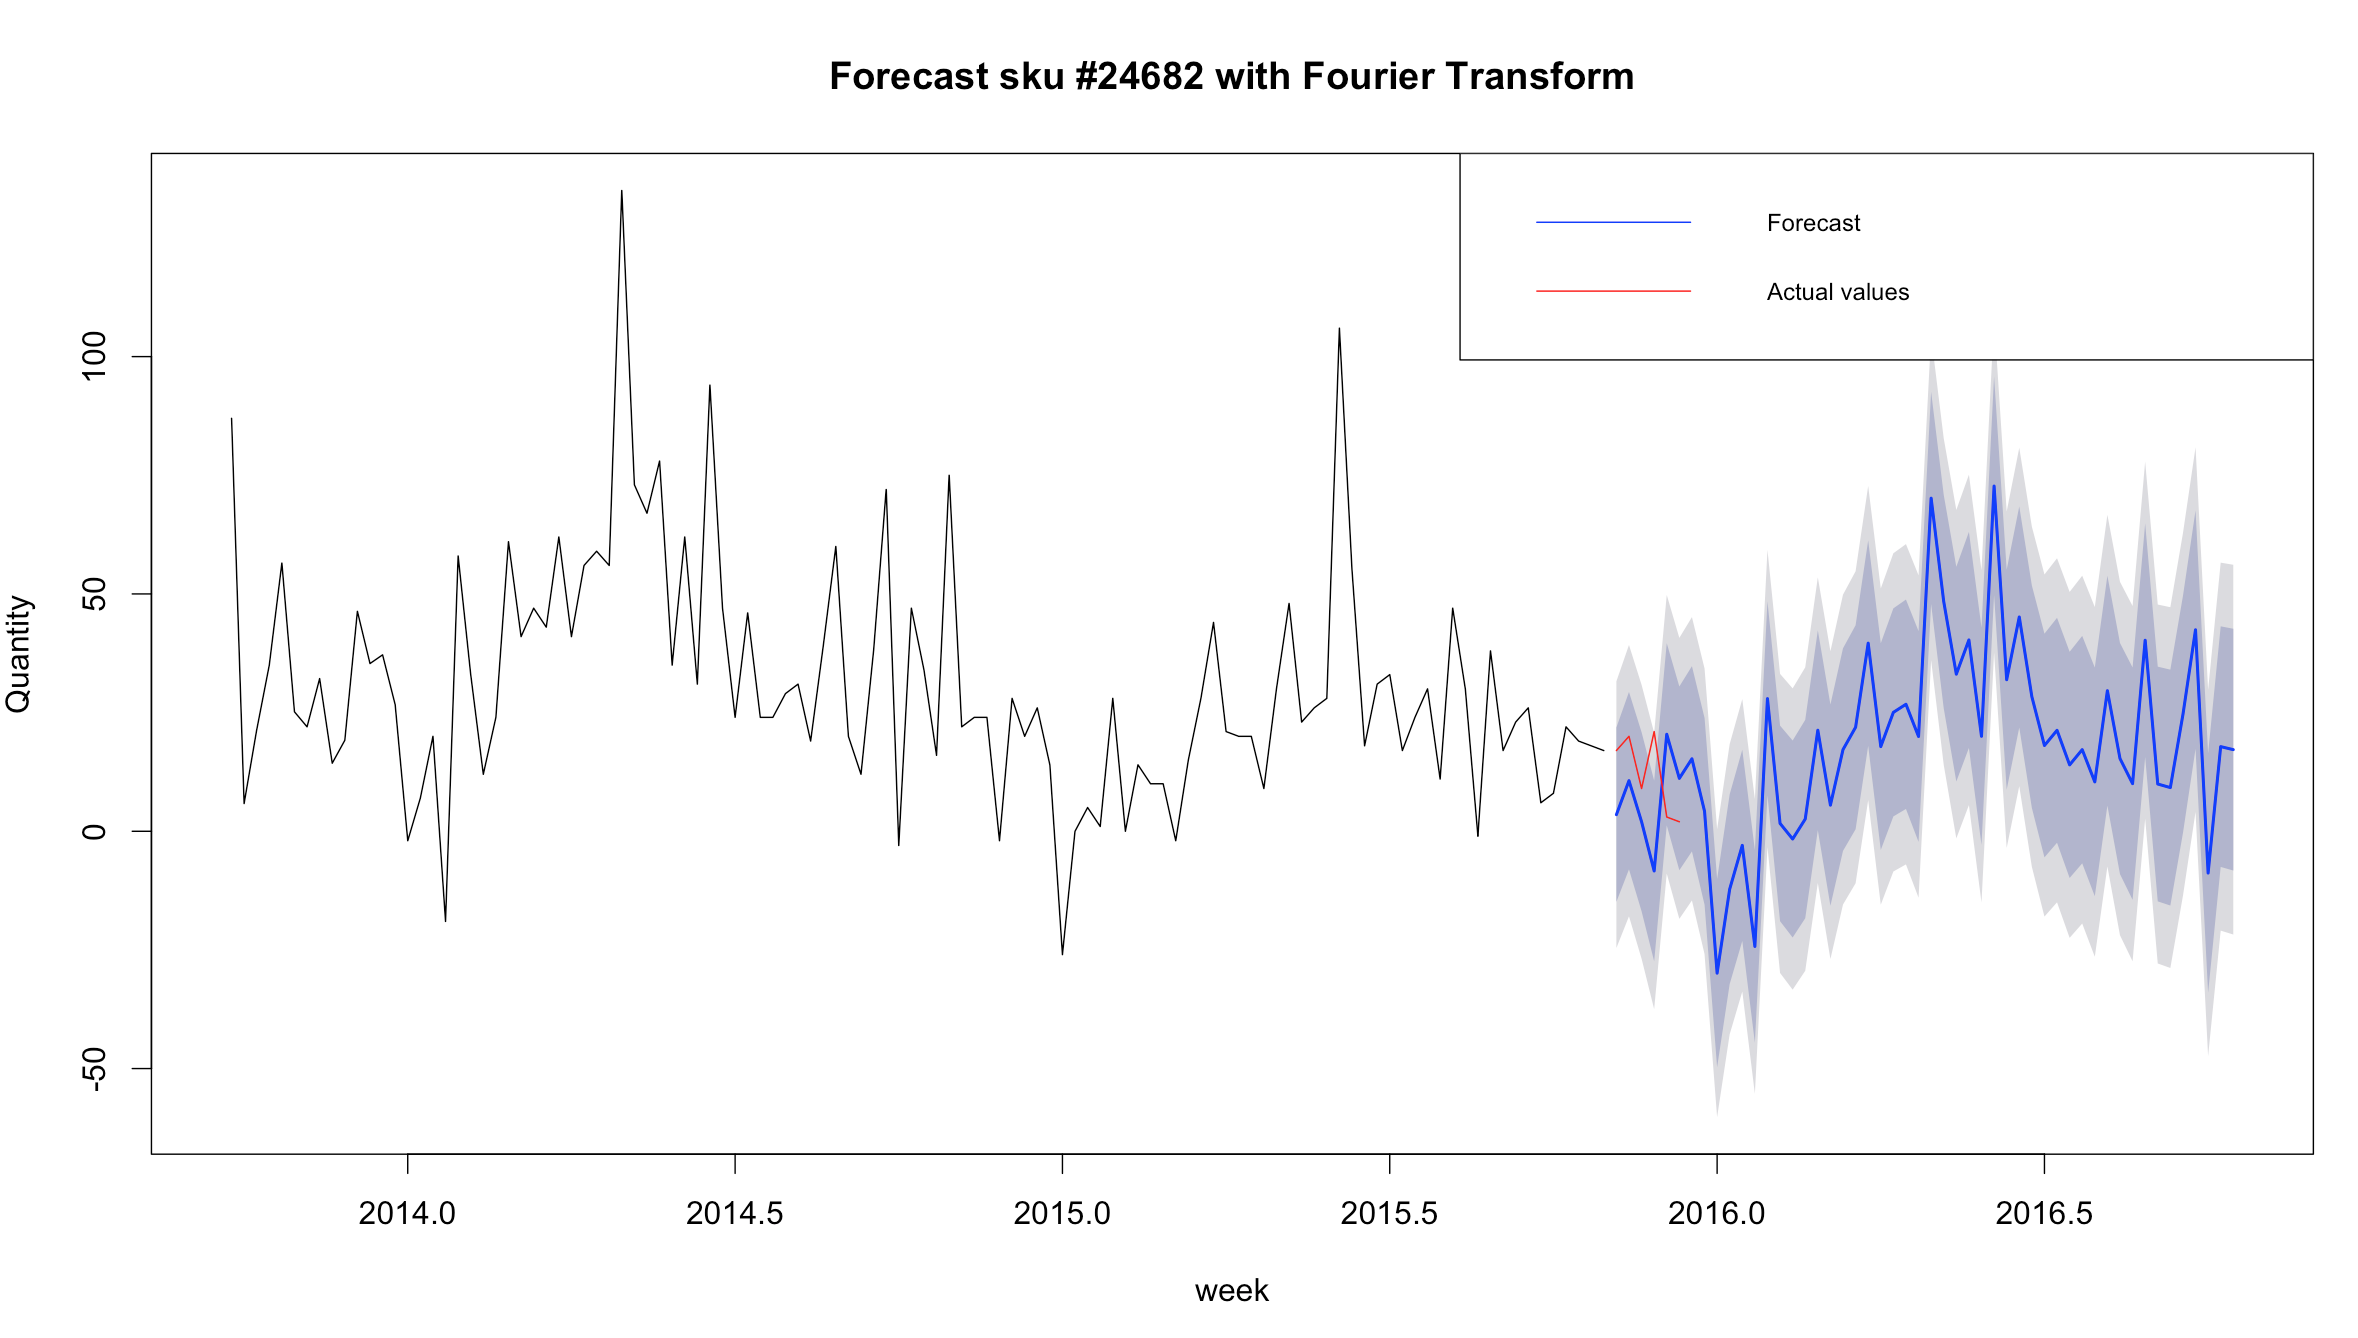 Forecast sku #24682 with Fourier Transform
Forecast
Actual values
Quantity
100
50
0
-50
2014.0
2014.5
2015.0
2015.5
2016.0
2016.5
week